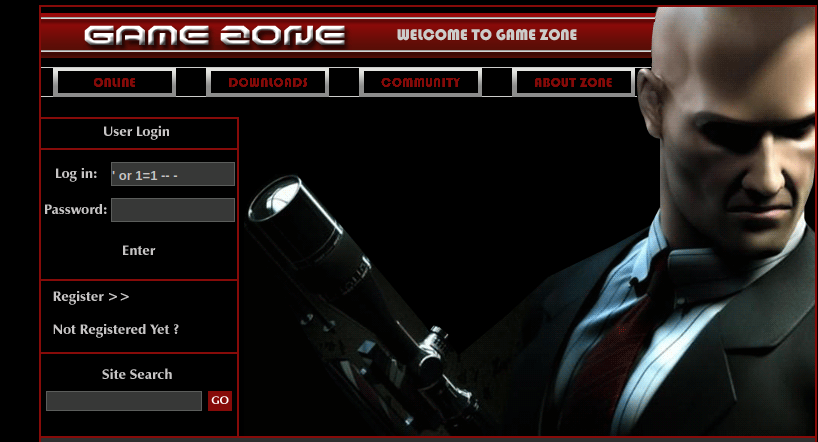 GAME ZONE
WELCOME TO GAME ZONE
ONLINE
DOWNLOADS
COMMUNITY
ABOUT ZONE
User Login
Log in:
' or 1=1 -- -
Password:
Enter
Register >>
Not Registered Yet ?
Site Search
GO